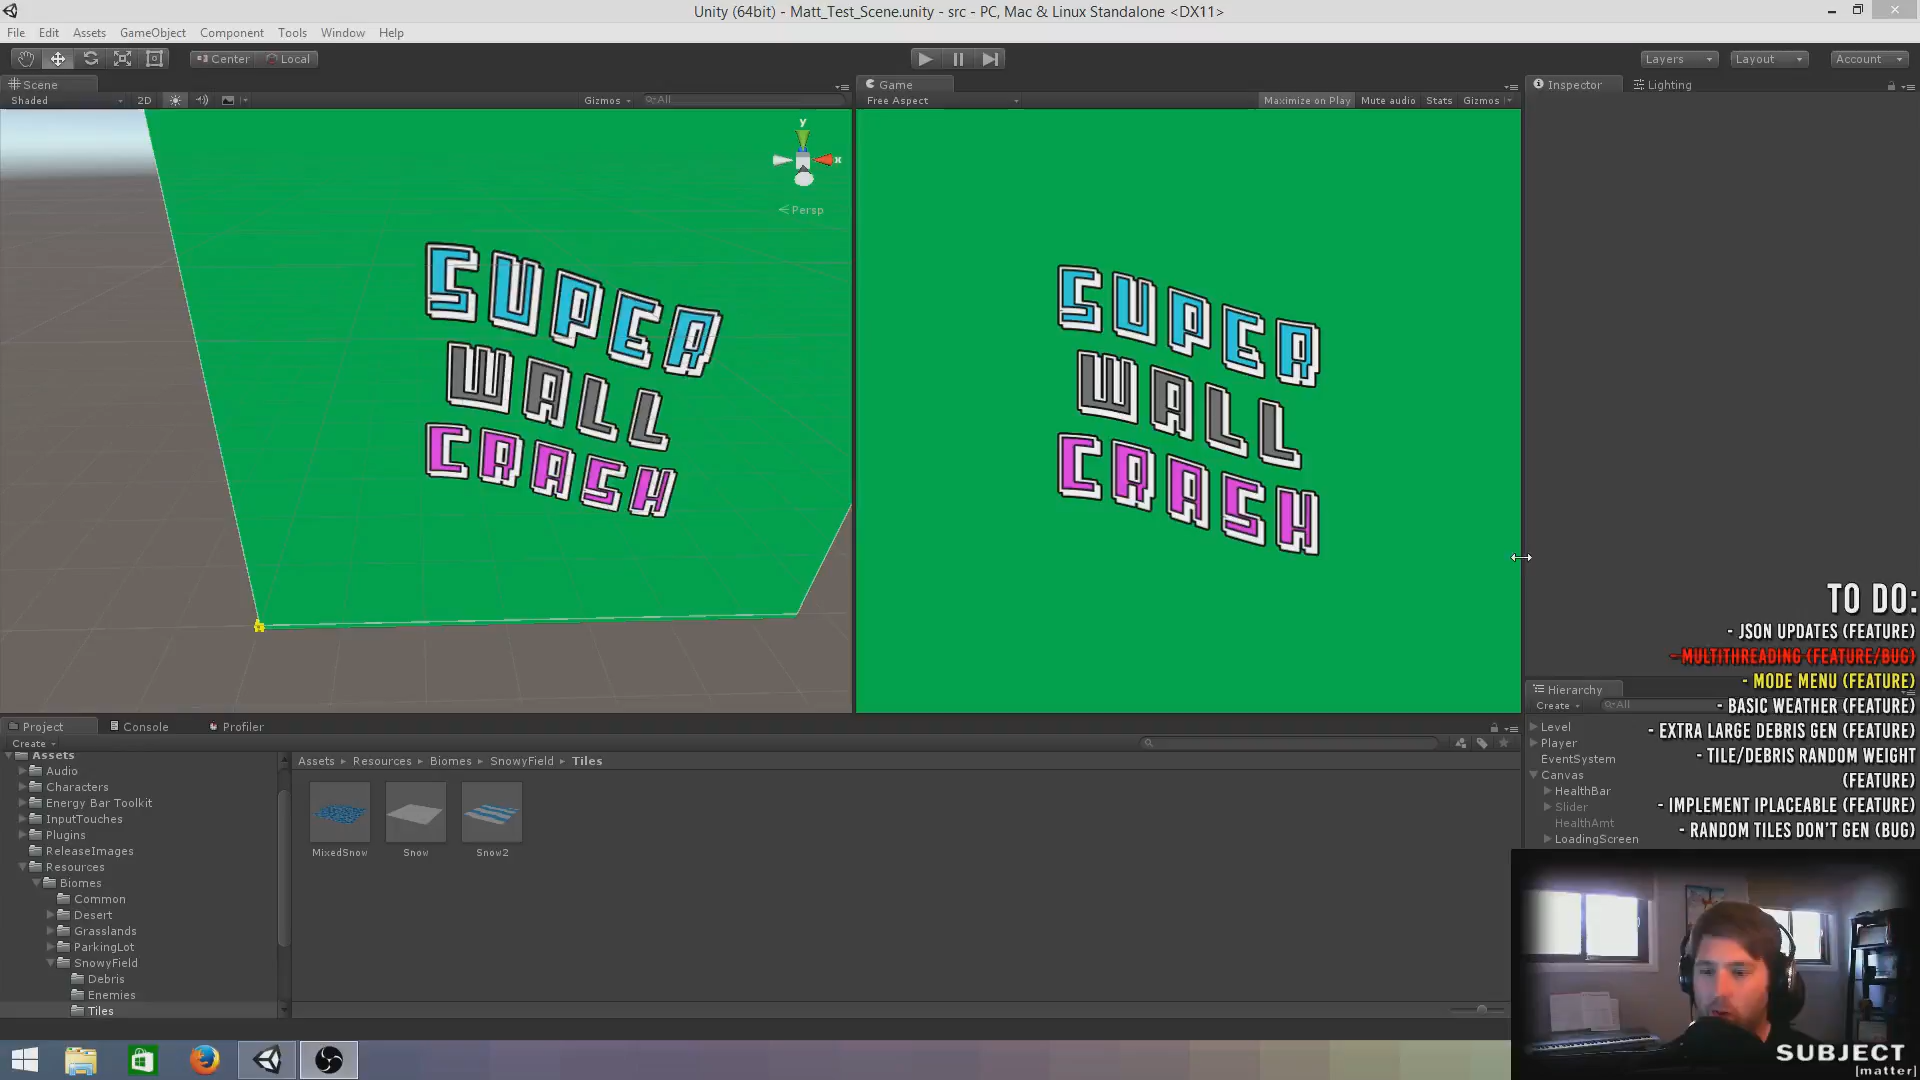 Unity (64bit) - Matt_Test_Scene.unity - src - PC, Mac & Linux Standalone <DX11>
File Edit Assets GameObject Component Tools Window Help
Center Local
Layers Layout Account
Scene
Game
Inspector Lighting
Shaded 2D Gizmos All
Free Aspect Maximize on Play Mute audio Stats Gizmos
y
x
Persp
SUPER
WALL
CRASH
SUPER
WALL
CRASH
TO DO:
- JSON UPDATES (FEATURE)
- MULTITHREADING (FEATURE/BUG)
- MODE MENU (FEATURE)
- BASIC WEATHER (FEATURE)
- EXTRA LARGE DEBRIS GEN (FEATURE)
- TILE/DEBRIS RANDOM WEIGHT
(FEATURE)
- IMPLEMENT IPLACEABLE (FEATURE)
- RANDOM TILES DON'T GEN (BUG)
Hierarchy
Create All
Level
Player
EventSystem
Canvas
HealthBar
Slider
HealthAmt
LoadingScreen
Project Console Profiler
Create
Assets
Audio
Characters
Energy Bar Toolkit
InputTouches
Plugins
ReleaseImages
Resources
Biomes
Common
Desert
Grasslands
ParkingLot
SnowyField
Debris
Enemies
Tiles
Assets Resources Biomes SnowyField Tiles
MixedSnow Snow Snow2
SUBJECT
[matter]